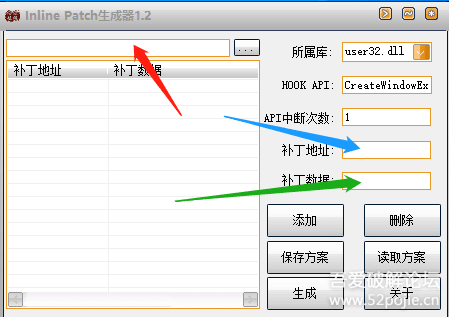 Inline Patch生成器1.2
...
所属库: user32.dll
补丁地址 补丁数据
HOOK API: CreateWindowEx
API中断次数: 1
补丁地址:
补丁数据:
添加 删除
保存方案 读取方案
生成 关于
吾爱破解论坛
www.52pojie.cn